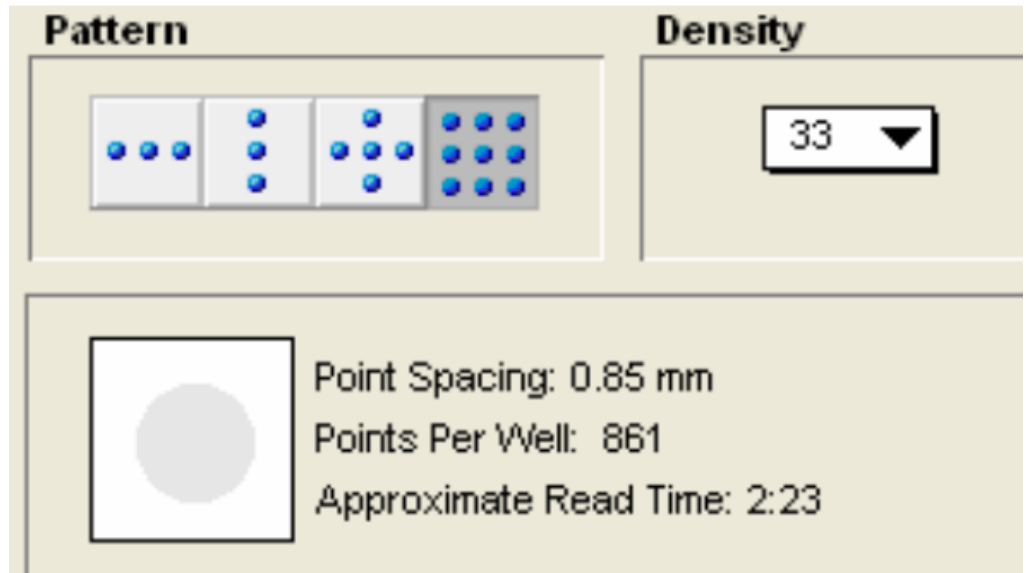 Pattern
Density
33
Point Spacing: 0.85 mm
Points Per Well: 861
Approximate Read Time: 2:23